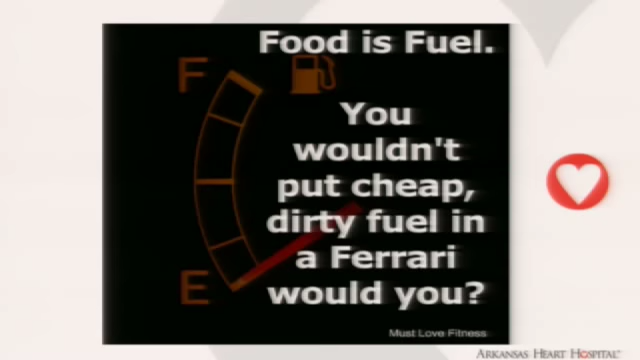 Food is Fuel.
F
You
wouldn't
put cheap,
dirty fuel in
a Ferrari
E
would you?
Must Love Fitness
ARKANSAS HEART HOSPITAL